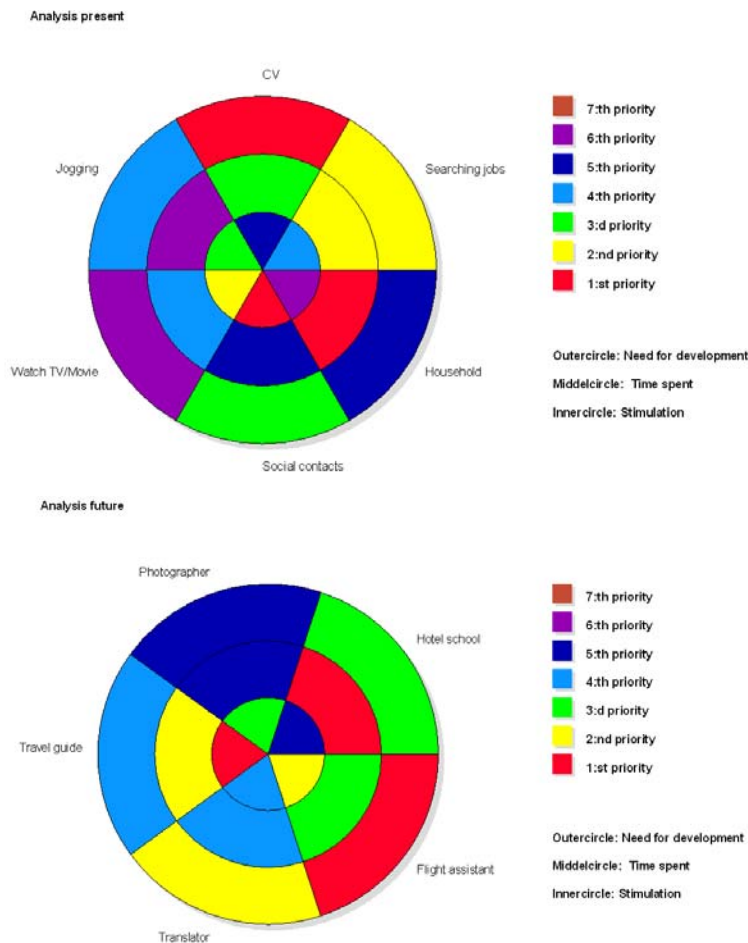 Analysis present
CV
Jogging
Searching jobs
Watch TV/Movie
Household
Social contacts
7:th priority
6:th priority
5:th priority
4:th priority
3:d priority
2:nd priority
1:st priority
Outercircle: Need for development
Middelcircle: Time spent
Innercircle: Stimulation
Analysis future
Photographer
Hotel school
Travel guide
Flight assistant
Translator
7:th priority
6:th priority
5:th priority
4:th priority
3:d priority
2:nd priority
1:st priority
Outercircle: Need for development
Middelcircle: Time spent
Innercircle: Stimulation